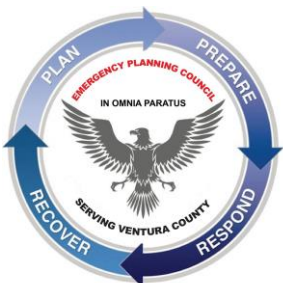 PLAN
PREPARE
RESPOND
RECOVER
EMERGENCY PLANNING COUNCIL
IN OMNIA PARATUS
SERVING VENTURA COUNTY